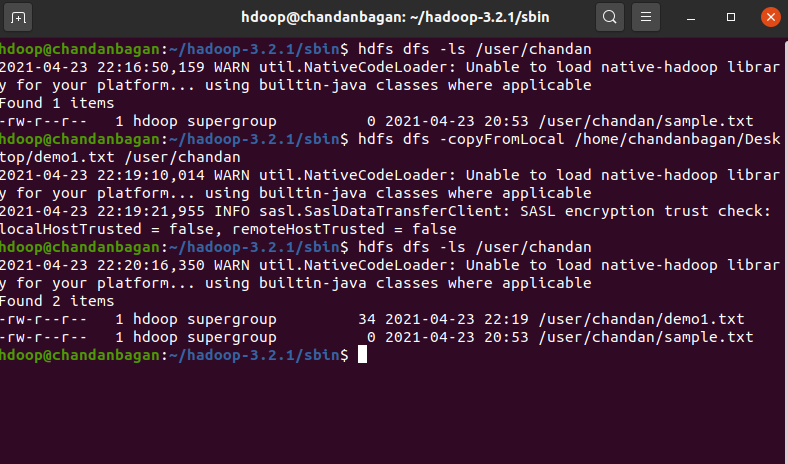 hdoop@chandanbagan: ~/hadoop-3.2.1/sbin
hdoop@chandanbagan:~/hadoop-3.2.1/sbin$ hdfs dfs -ls /user/chandan
2021-04-23 22:16:50,159 WARN util.NativeCodeLoader: Unable to load native-hadoop librar
y for your platform... using builtin-java classes where applicable
Found 1 items
-rw-r--r--   1 hdoop supergroup          0 2021-04-23 20:53 /user/chandan/sample.txt
hdoop@chandanbagan:~/hadoop-3.2.1/sbin$ hdfs dfs -copyFromLocal /home/chandanbagan/Desk
top/demo1.txt /user/chandan
2021-04-23 22:19:10,014 WARN util.NativeCodeLoader: Unable to load native-hadoop librar
y for your platform... using builtin-java classes where applicable
2021-04-23 22:19:21,955 INFO sasl.SaslDataTransferClient: SASL encryption trust check: 
localHostTrusted = false, remoteHostTrusted = false
hdoop@chandanbagan:~/hadoop-3.2.1/sbin$ hdfs dfs -ls /user/chandan
2021-04-23 22:20:16,350 WARN util.NativeCodeLoader: Unable to load native-hadoop librar
y for your platform... using builtin-java classes where applicable
Found 2 items
-rw-r--r--   1 hdoop supergroup         34 2021-04-23 22:19 /user/chandan/demo1.txt
-rw-r--r--   1 hdoop supergroup          0 2021-04-23 20:53 /user/chandan/sample.txt
hdoop@chandanbagan:~/hadoop-3.2.1/sbin$